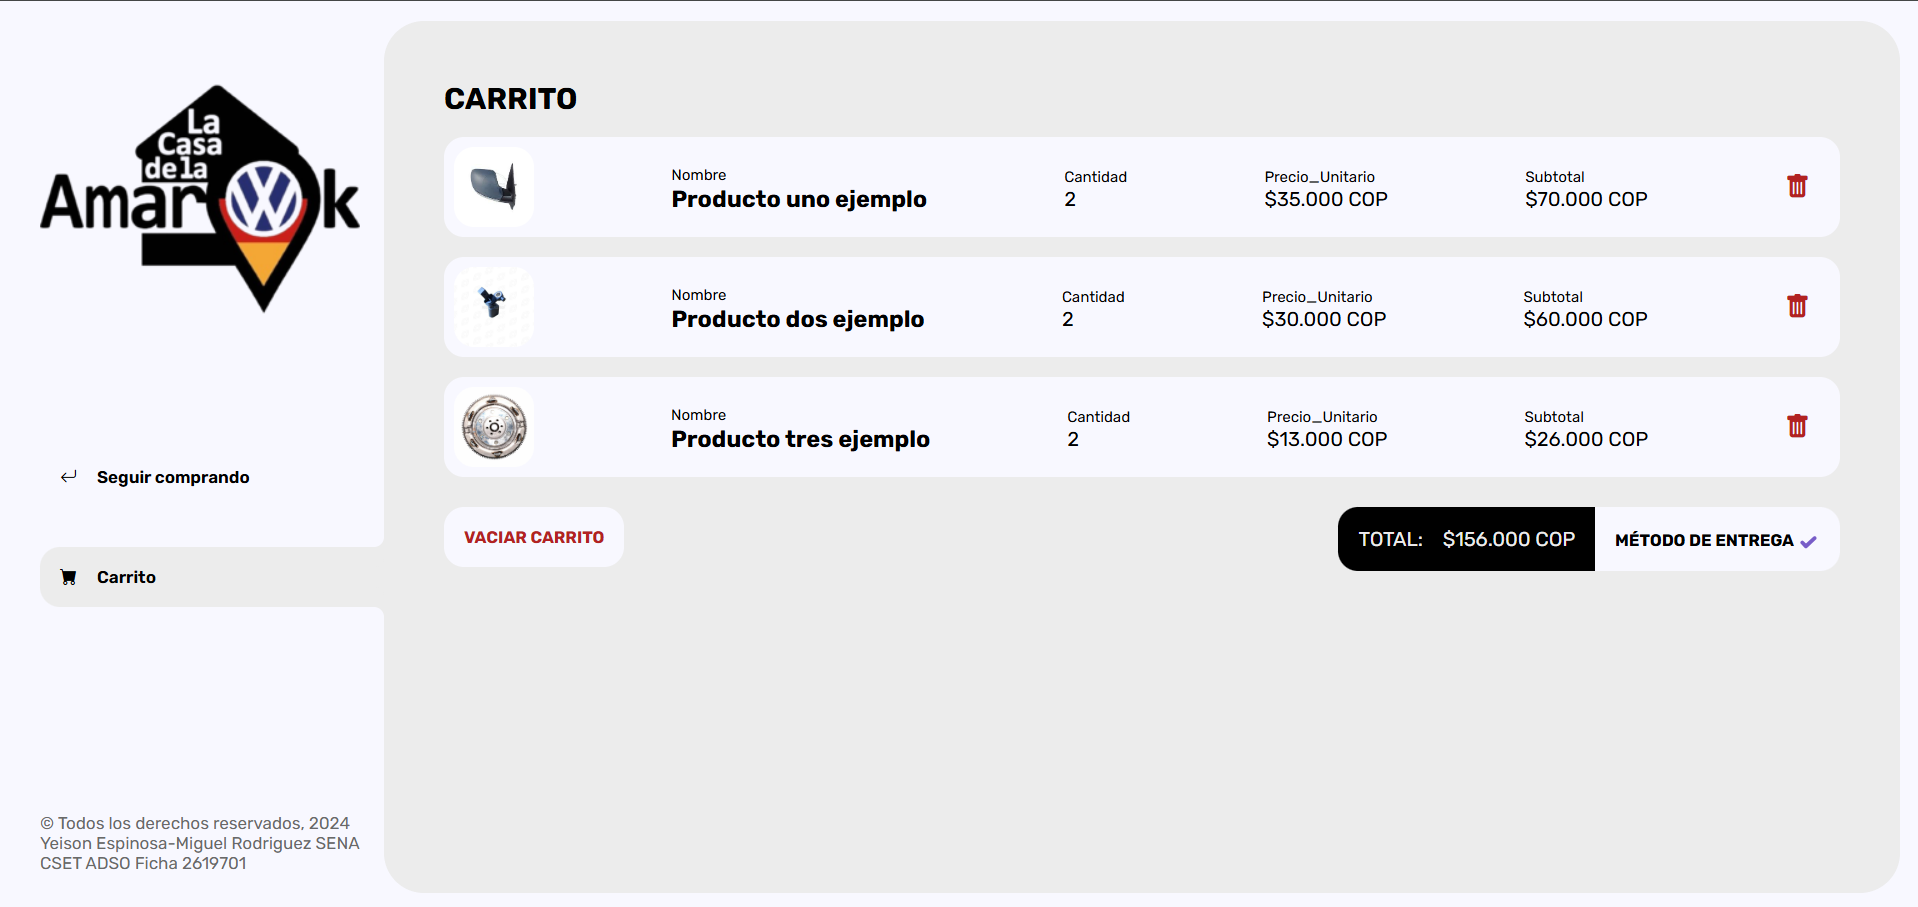 La
Casa
de la
Amarok
CARRITO
Nombre
Producto uno ejemplo
Cantidad
2
Precio_Unitario
$35.000 COP
Subtotal
$70.000 COP
Nombre
Producto dos ejemplo
Cantidad
2
Precio_Unitario
$30.000 COP
Subtotal
$60.000 COP
Nombre
Producto tres ejemplo
Cantidad
2
Precio_Unitario
$13.000 COP
Subtotal
$26.000 COP
Seguir comprando
Carrito
VACIAR CARRITO
TOTAL: $156.000 COP
MÉTODO DE ENTREGA
© Todos los derechos reservados, 2024
Yeison Espinosa-Miguel Rodriguez SENA
CSET ADSO Ficha 2619701